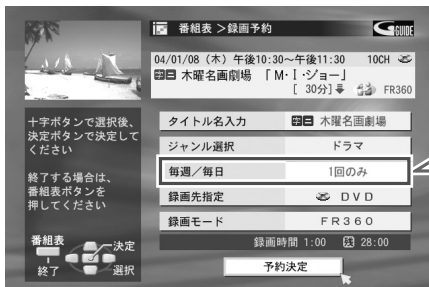 番組表 >録画予約
G GUIDE
04/01/08（木）午後10:30~午後11:30 10CH
木曜名画劇場 「M・I・ジョー」
[ 30分] FR360
十字ボタンで選択後、
決定ボタンで決定して
ください
終了する場合は、
番組表ボタンを
押してください
タイトル名入力 木曜名画劇場
ジャンル選択 ドラマ
毎週／毎日 1回のみ
録画先指定 DVD
録画モード FR360
録画時間 1:00 残 28:00
番組表
決定
終了
選択
予約決定